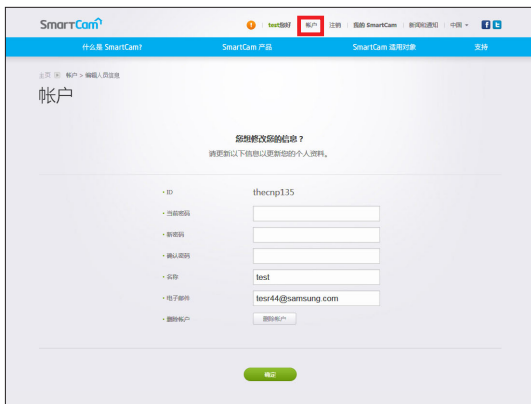 SmartCam
! test您好 帐户 注销 我的 SmartCam 新闻和通知 中国
什么是 SmartCam? SmartCam 产品 SmartCam 适用对象 支持
主页 帐户 > 编辑人员信息
帐户
您想修改您的信息？
请更新以下信息以更新您的个人资料。
• ID thecnp135
• 当前密码
• 新密码
• 确认密码
• 名称 test
• 电子邮件 tesr44@samsung.com
• 删除帐户 删除帐户
确定